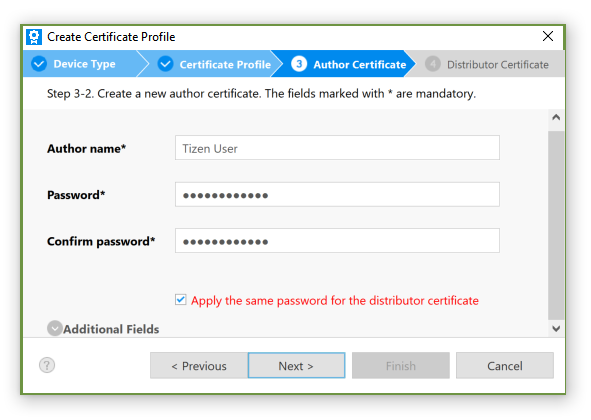 Create Certificate Profile
Device Type
Certificate Profile
3 Author Certificate
4 Distributor Certificate
Step 3-2. Create a new author certificate. The fields marked with * are mandatory.
Author name*
Tizen User
Password*
●●●●●●●●●●●●
Confirm password*
●●●●●●●●●●●●
Apply the same password for the distributor certificate
Additional Fields
?
< Previous
Next >
Finish
Cancel